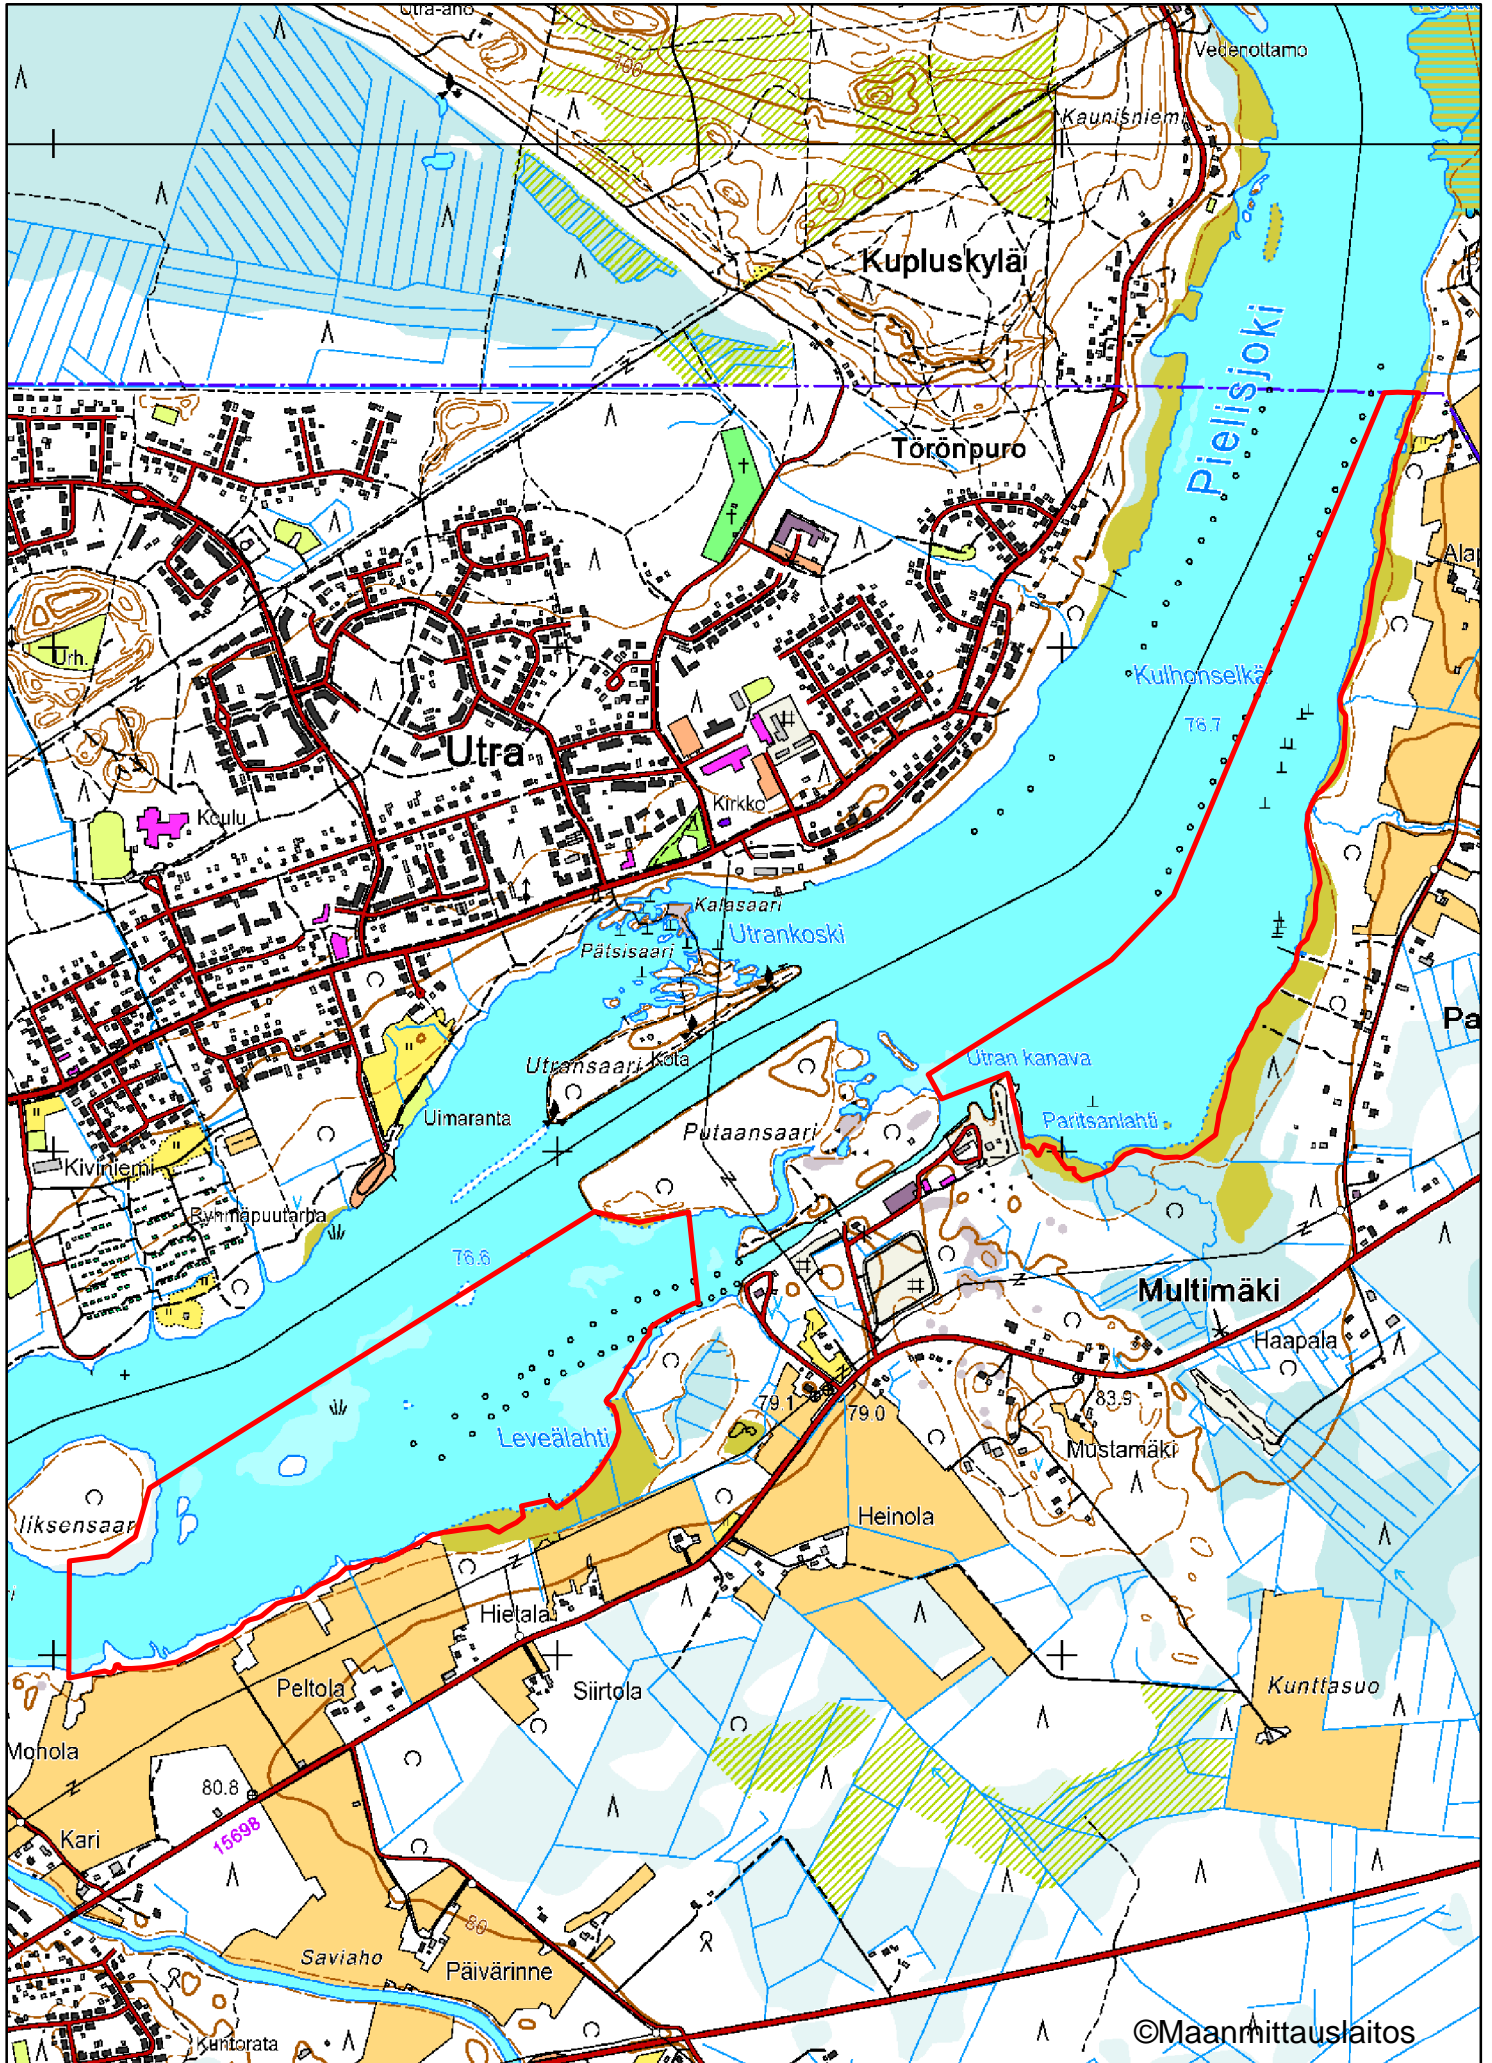 Utra-aho
Vedenottamo
100
Kaunisniemi
Kupluskylä
Pielisjoki
Törönpuro
Urh.
Kulhonselkä
76.7
Utra
Koulu
Kirkko
Kalasaari
Utrankoski
Pätsisaari
Pa
Utransaari
Kota
Utran kanava
Uimaranta
Putaansaari
Paritsanlahti
Kiviniemi
Ryhmäpuutarha
76.6
Multimäki
Haapala
79.1
79.0
83.9
Leveälahti
Mustamäki
Iiksensaari
Heinola
Hietala
Peltola
Siirtola
Kunttasuo
Monola
80.8
15698
Kari
80
Saviaho
Päivärinne
Kuntorata
©Maanmittauslaitos